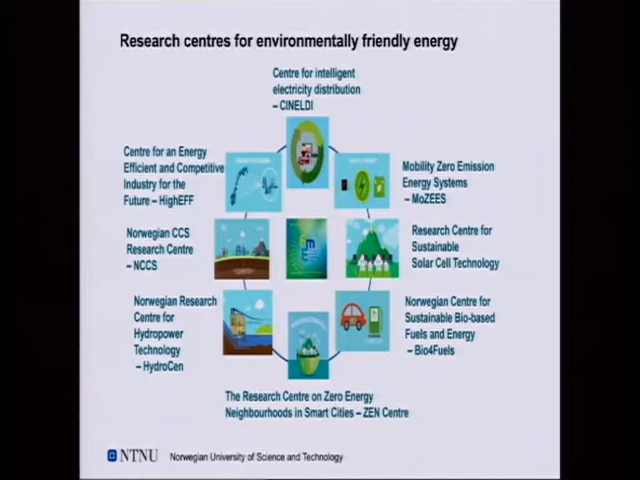 Research centres for environmentally friendly energy
Centre for intelligent
electricity distribution
– CINELDI
Centre for an Energy
Efficient and Competitive
Industry for the
Future – HighEFF
Mobility Zero Emission
Energy Systems
– MoZEES
Norwegian CCS
Research Centre
– NCCS
Research Centre for
Sustainable
Solar Cell Technology
Norwegian Research
Centre for
Hydropower
Technology
– HydroCen
Norwegian Centre for
Sustainable Bio-based
Fuels and Energy
– Bio4Fuels
The Research Centre on Zero Energy
Neighbourhoods in Smart Cities – ZEN Centre
NTNU Norwegian University of Science and Technology